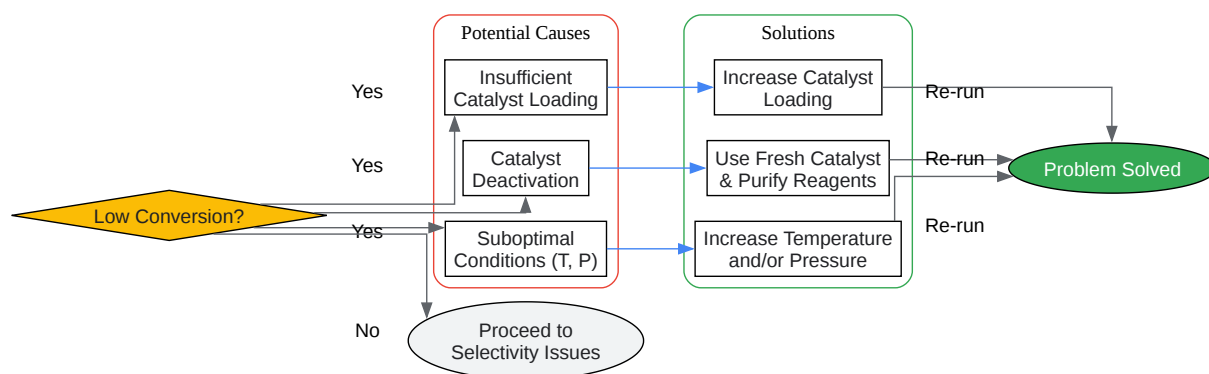 Potential Causes
Solutions
Yes
Insufficient
Catalyst Loading
Increase Catalyst
Loading
Re-run
Yes
Catalyst
Deactivation
Use Fresh Catalyst
& Purify Reagents
Re-run
Problem Solved
Low Conversion?
Yes
Suboptimal
Conditions (T, P)
Increase Temperature
and/or Pressure
Re-run
No
Proceed to
Selectivity Issues